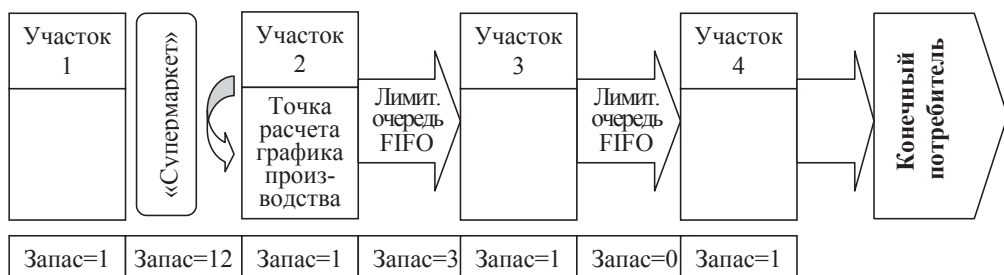 Участок
1
«Супермаркет»
Участок
2
Точка
расчета
графика
произ-
водства
Лимит.
очередь
FIFO
Участок
3
Лимит.
очередь
FIFO
Участок
4
Конечный
потребитель
Запас=1
Запас=12
Запас=1
Запас=3
Запас=1
Запас=0
Запас=1